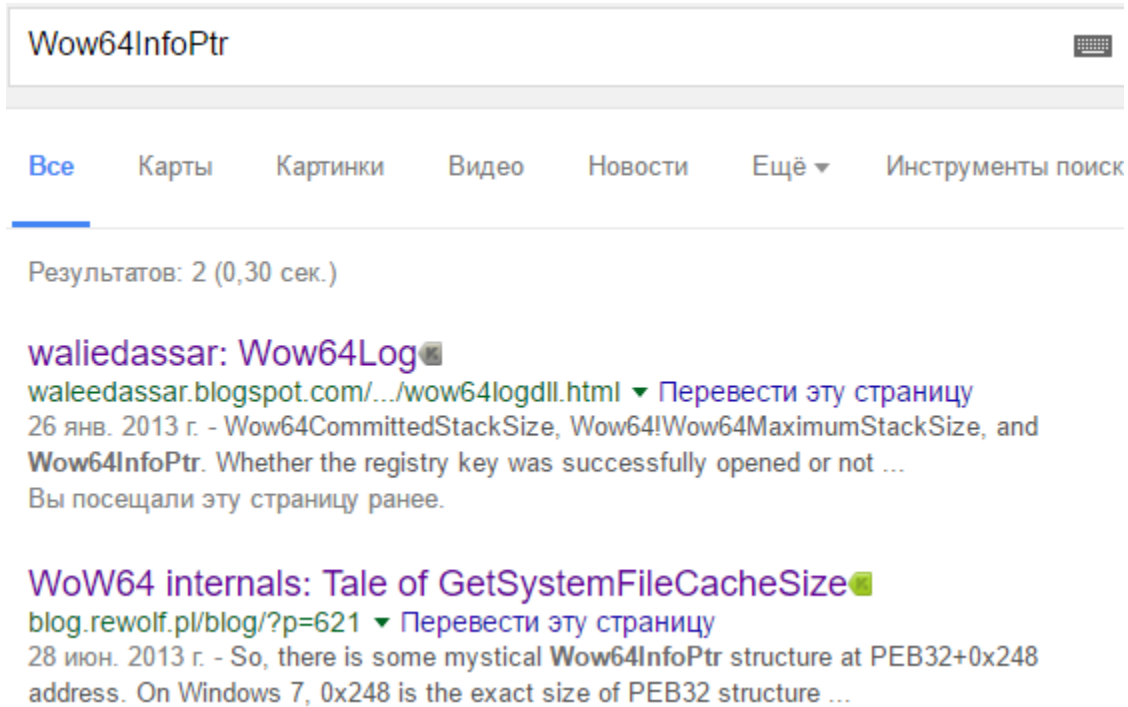 Wow64InfoPtr
Все Карты Картинки Видео Новости Ещё Инструменты поиск
Результатов: 2 (0,30 сек.)
waliedassar: Wow64Log
waleedassar.blogspot.com/.../wow64logdll.html Перевести эту страницу
26 янв. 2013 г. - Wow64CommittedStackSize, Wow64!Wow64MaximumStackSize, and
Wow64InfoPtr. Whether the registry key was successfully opened or not ...
Вы посещали эту страницу ранее.
WoW64 internals: Tale of GetSystemFileCacheSize
blog.rewolf.pl/blog/?p=621 Перевести эту страницу
28 июн. 2013 г. - So, there is some mystical Wow64InfoPtr structure at PEB32+0x248
address. On Windows 7, 0x248 is the exact size of PEB32 structure ...